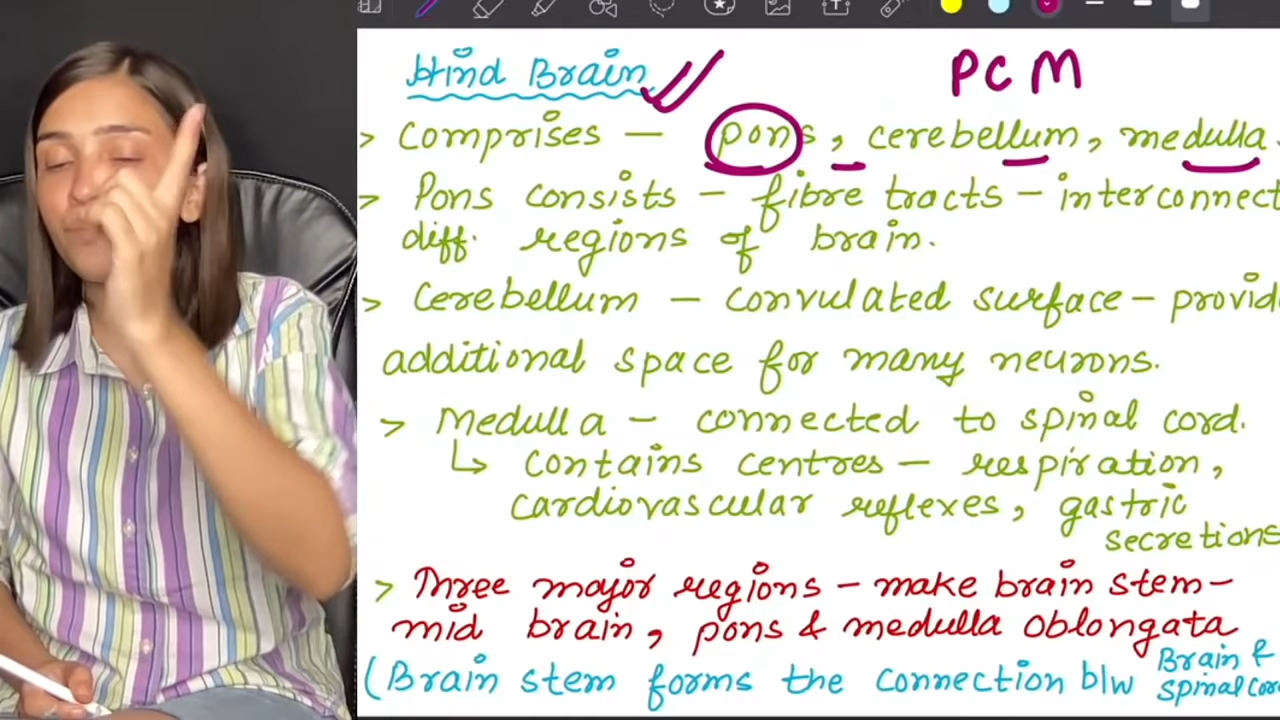 Hind Brain
PCM
> Comprises — pons, cerebellum, medulla.
> Pons consists — fibre tracts — interconnect
diff. regions of brain.
> Cerebellum — convulated surface — provid
additional space for many neurons.
> Medulla — connected to spinal cord.
↳ contains centres — respiration,
cardiovascular reflexes, gastric
secretions
> Three major regions — make brain stem —
mid brain, pons & medulla oblongata
(Brain stem forms the connection b/w Brain &
spinal cord